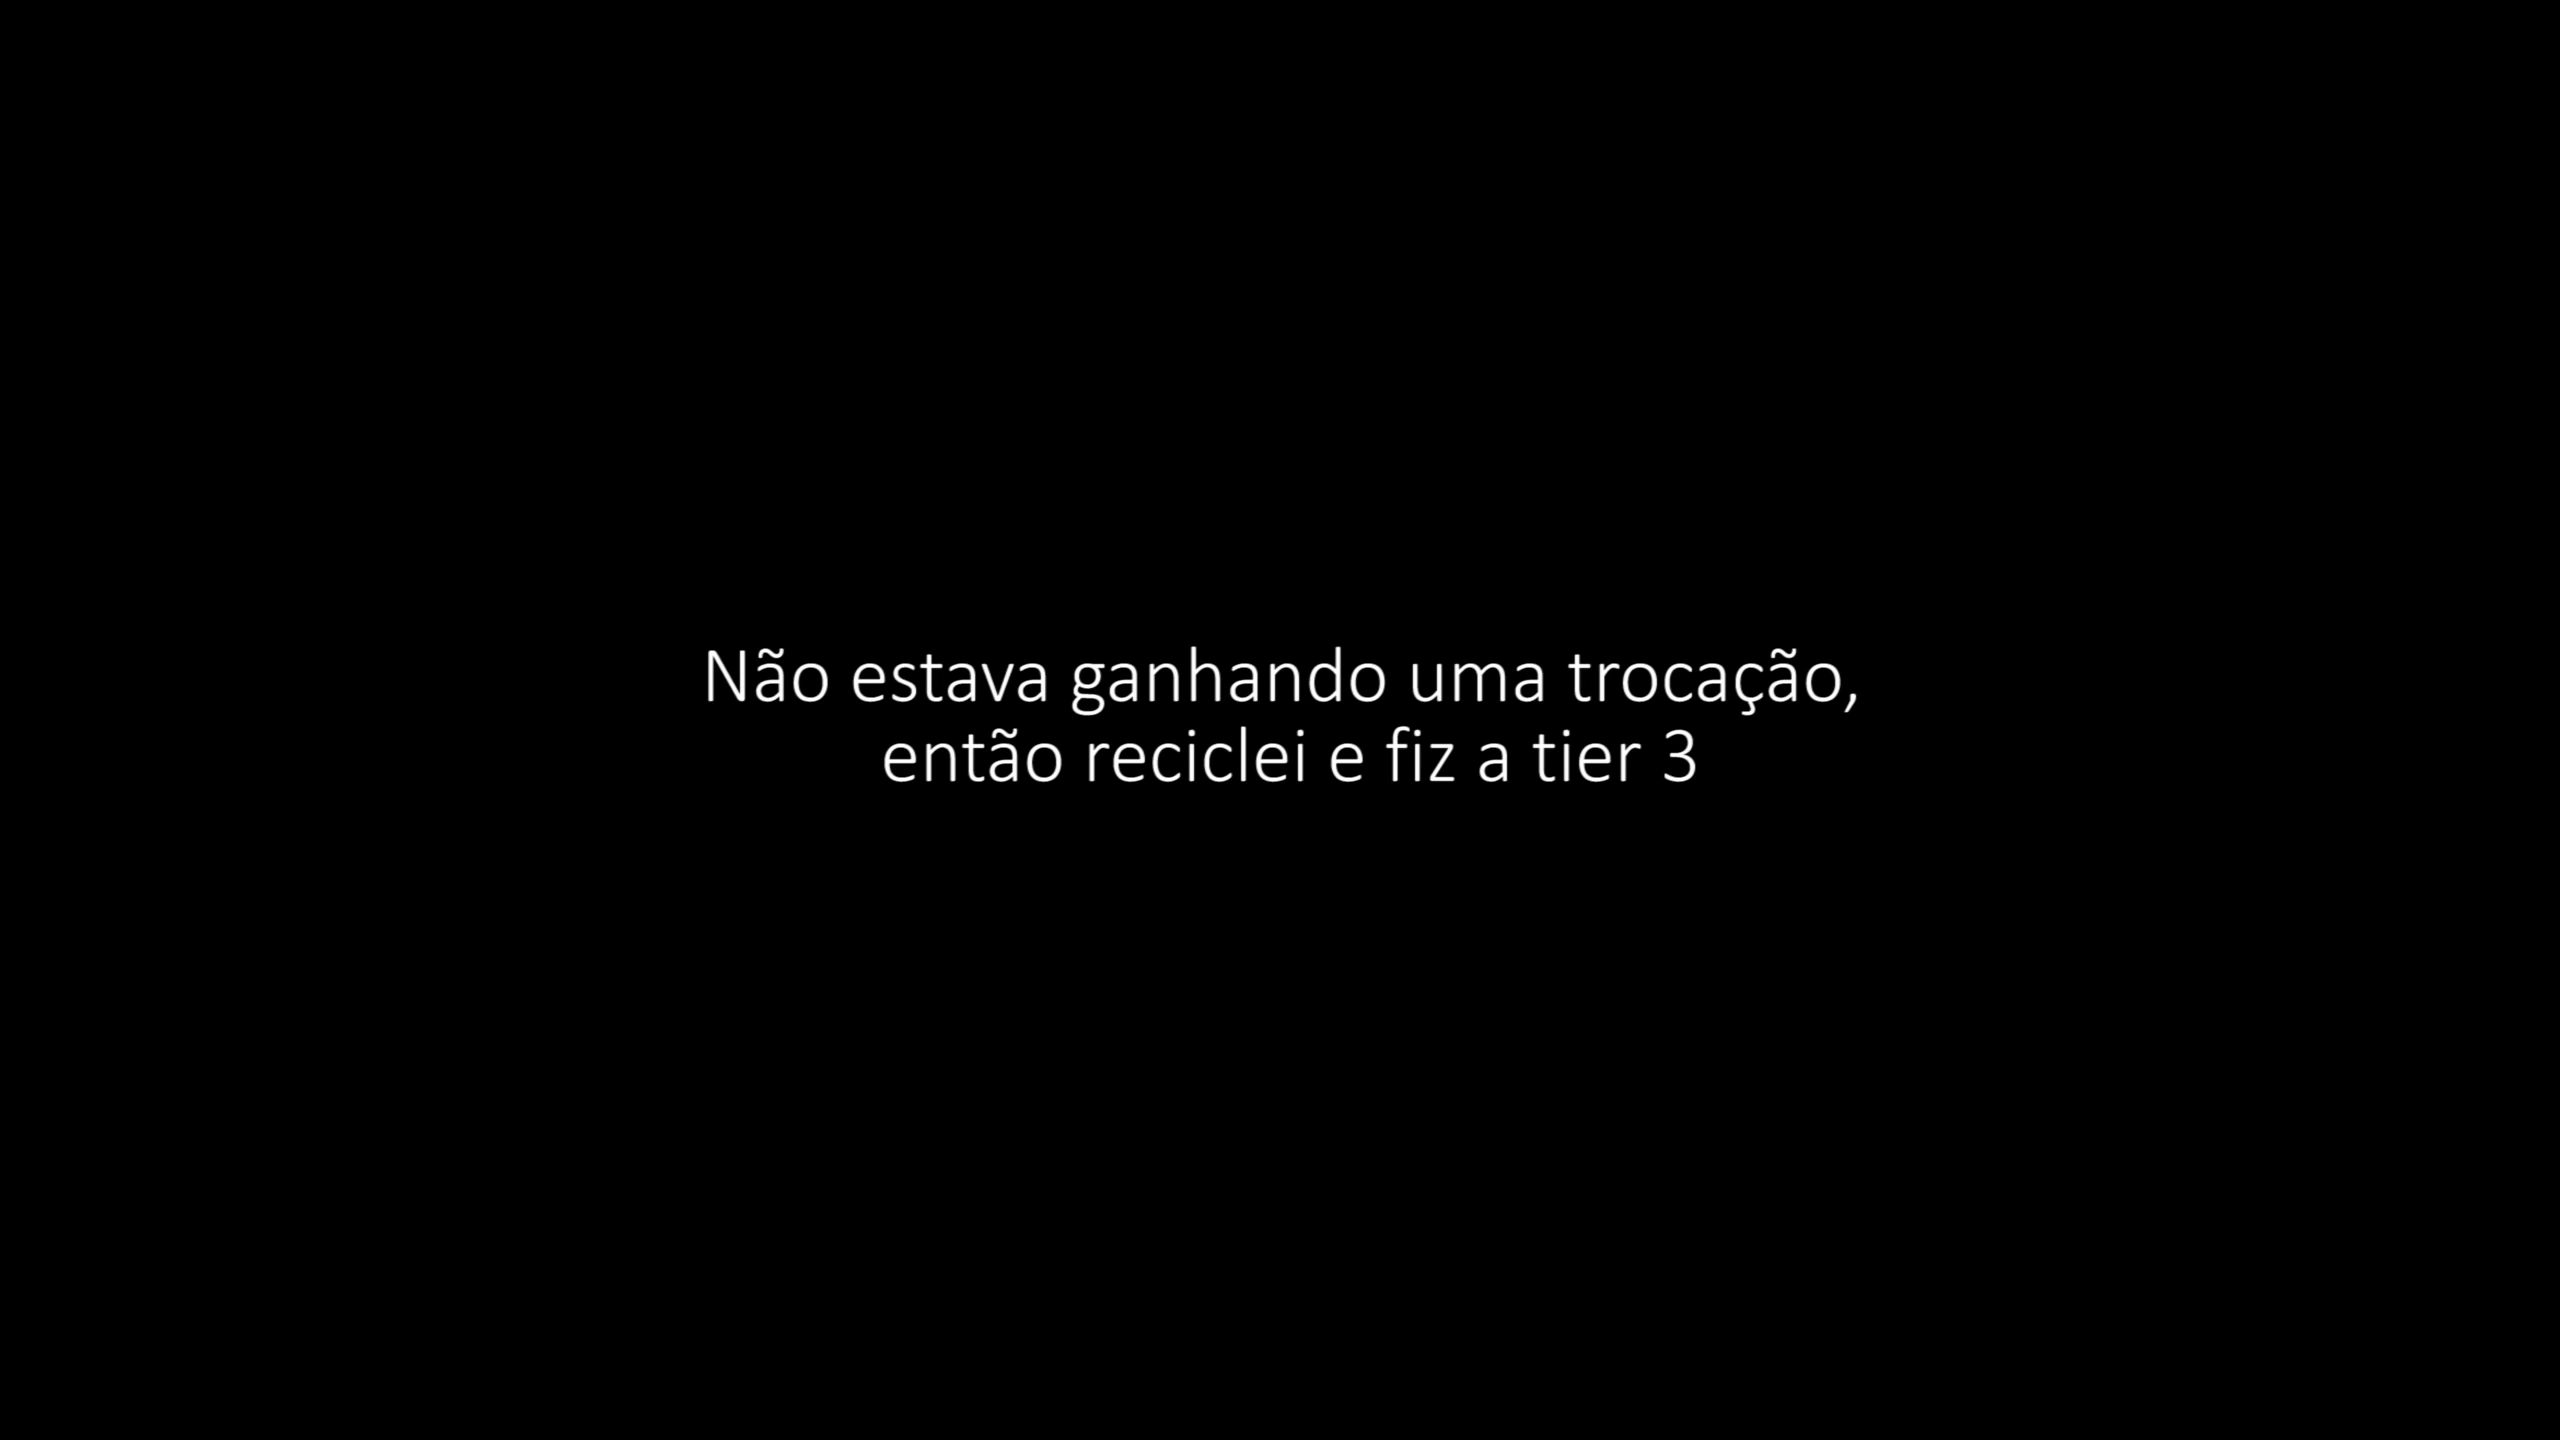 Não estava ganhando uma trocação,
então reciclei e fiz a tier 3